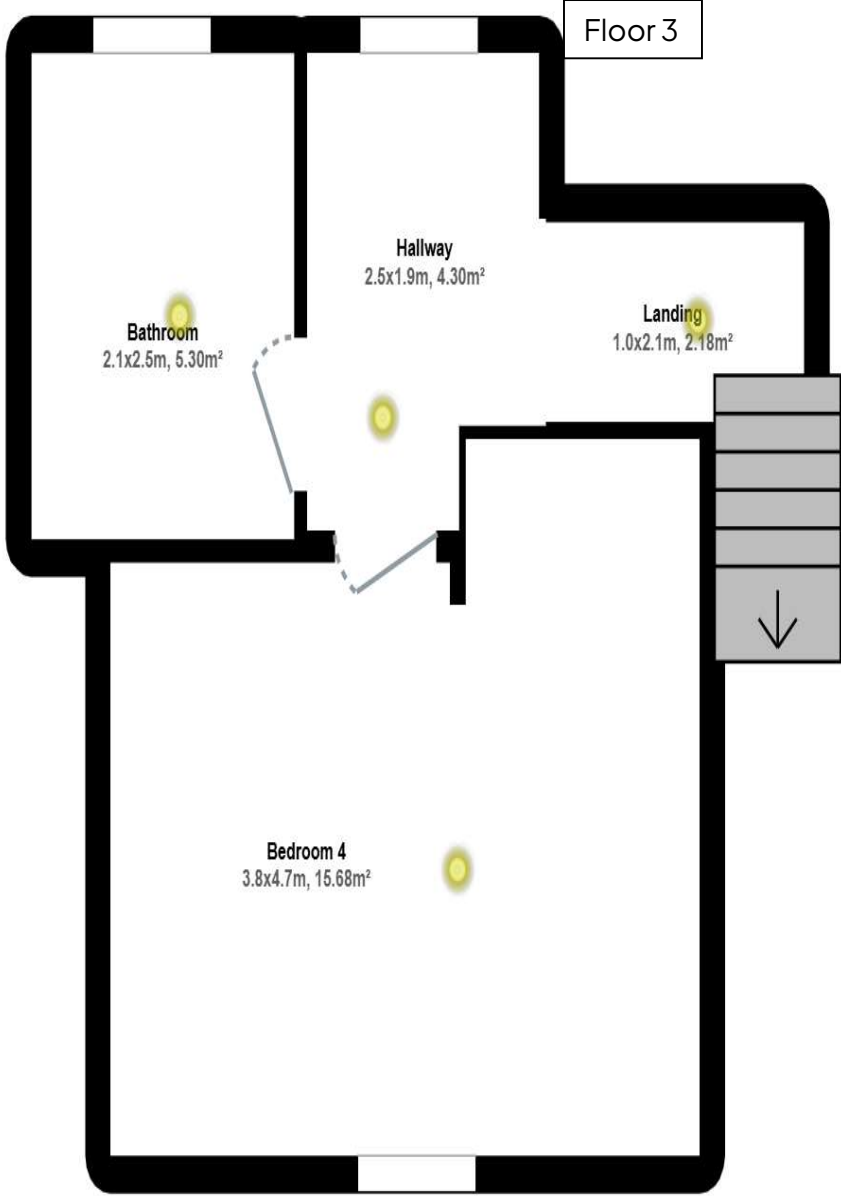 Floor 3
Hallway
2.5x1.9m, 4.30m²
Landing
1.0x2.1m, 2.18m²
Bathroom
2.1x2.5m, 5.30m²
Bedroom 4
3.8x4.7m, 15.68m²